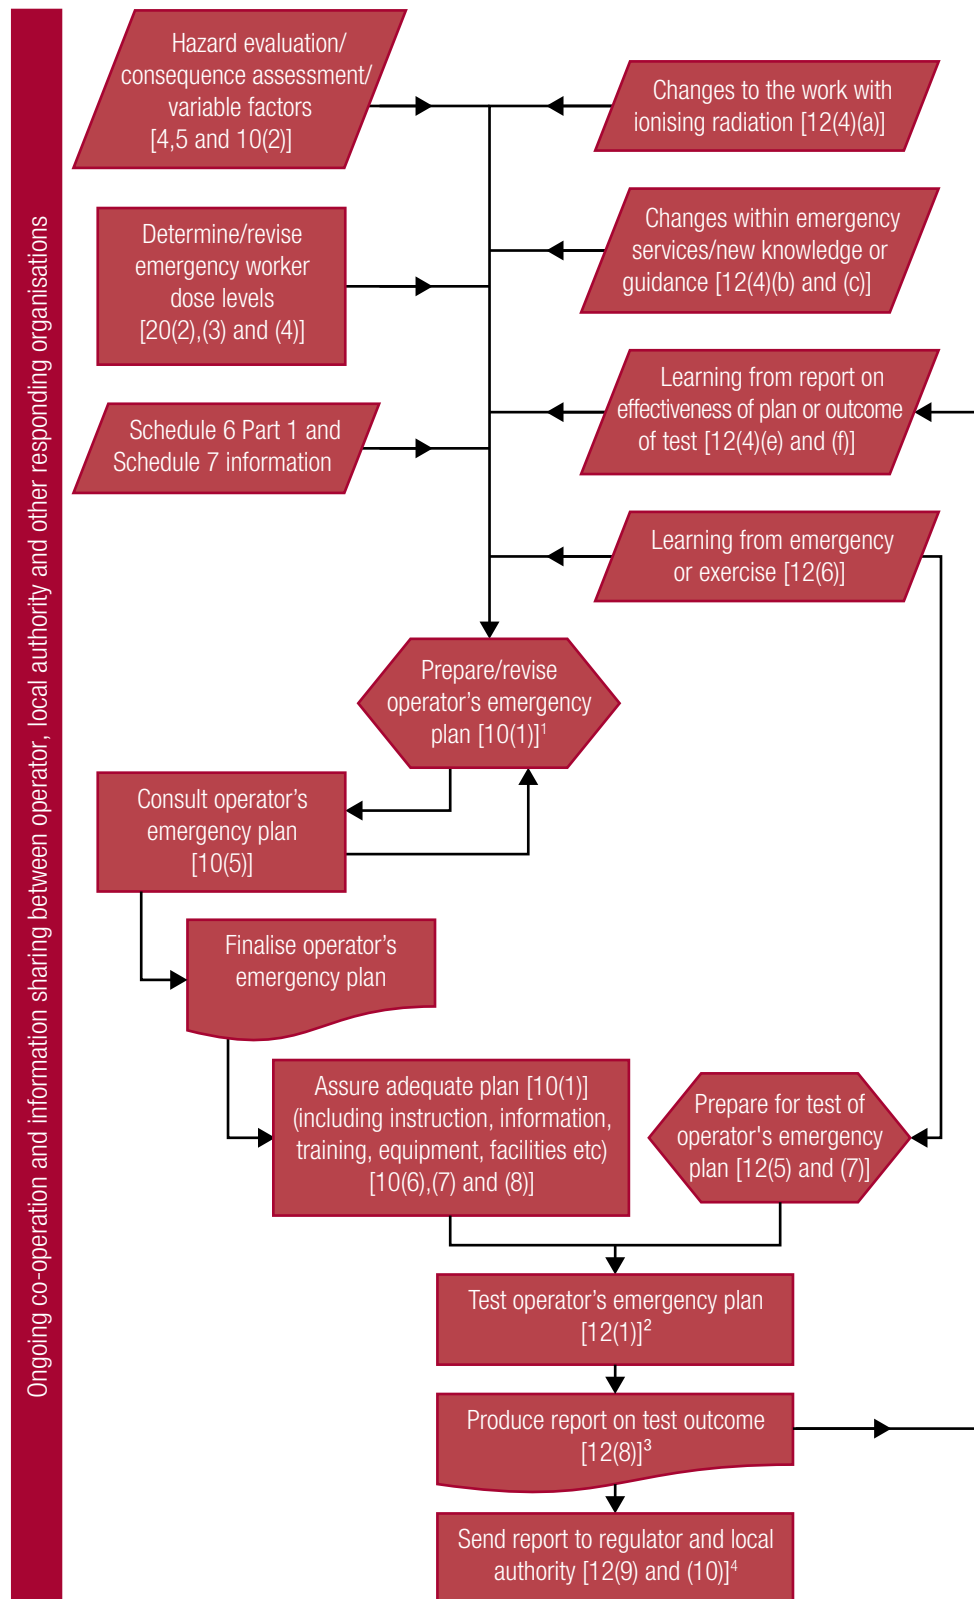 Ongoing co-operation and information sharing between operator, local authority and other responding organisations
Hazard evaluation/
consequence assessment/
variable factors
[4,5 and 10(2)]
Changes to the work with
ionising radiation [12(4)(a)]
Determine/revise
emergency worker
dose levels
[20(2),(3) and (4)]
Changes within emergency
services/new knowledge or
guidance [12(4)(b) and (c)]
Schedule 6 Part 1 and
Schedule 7 information
Learning from report on
effectiveness of plan or outcome
of test [12(4)(e) and (f)]
Learning from emergency
or exercise [12(6)]
Prepare/revise
operator’s emergency
plan [10(1)]¹
Consult operator’s
emergency plan
[10(5)]
Finalise operator’s
emergency plan
Assure adequate plan [10(1)]
(including instruction, information,
training, equipment, facilities etc)
[10(6),(7) and (8)]
Prepare for test of
operator's emergency
plan [12(5) and (7)]
Test operator’s emergency plan
[12(1)]²
Produce report on test outcome
[12(8)]³
Send report to regulator and local
authority [12(9) and (10)]⁴